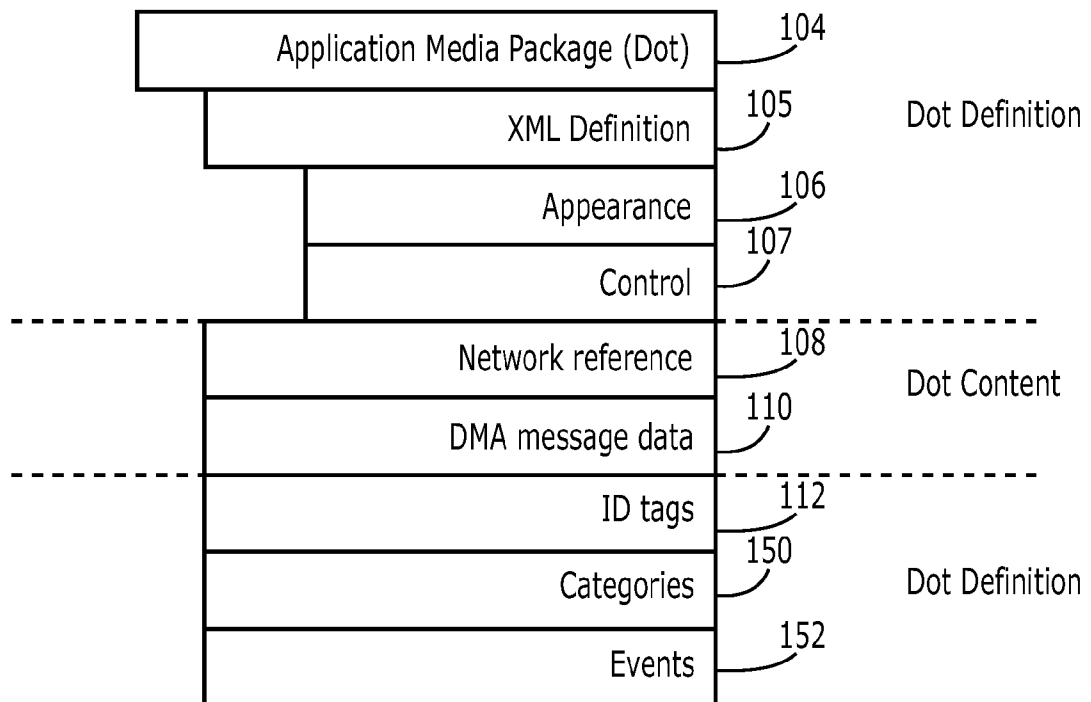 Application Media Package (Dot)
104
XML Definition
105
Dot Definition
Appearance
106
Control
107
Network reference
108
Dot Content
DMA message data
110
ID tags
112
Categories
150
Dot Definition
Events
152